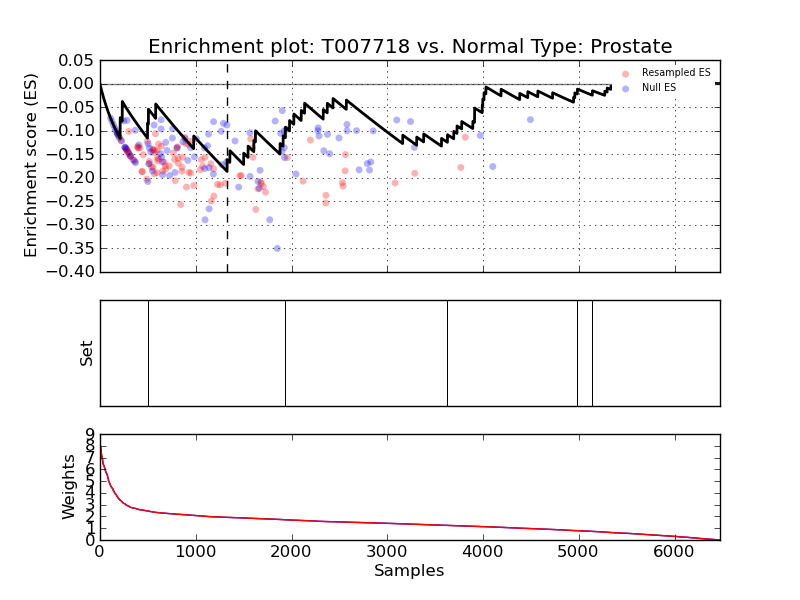 Enrichment plot: T007718 vs. Normal Type: Prostate
Enrichment score (ES)
0.05
0.00
−0.05
−0.10
−0.15
−0.20
−0.25
−0.30
−0.35
−0.40
Resampled ES
Null ES
Set
Weights
9
8
7
6
5
4
3
2
1
0
0 1000 2000 3000 4000 5000 6000
Samples